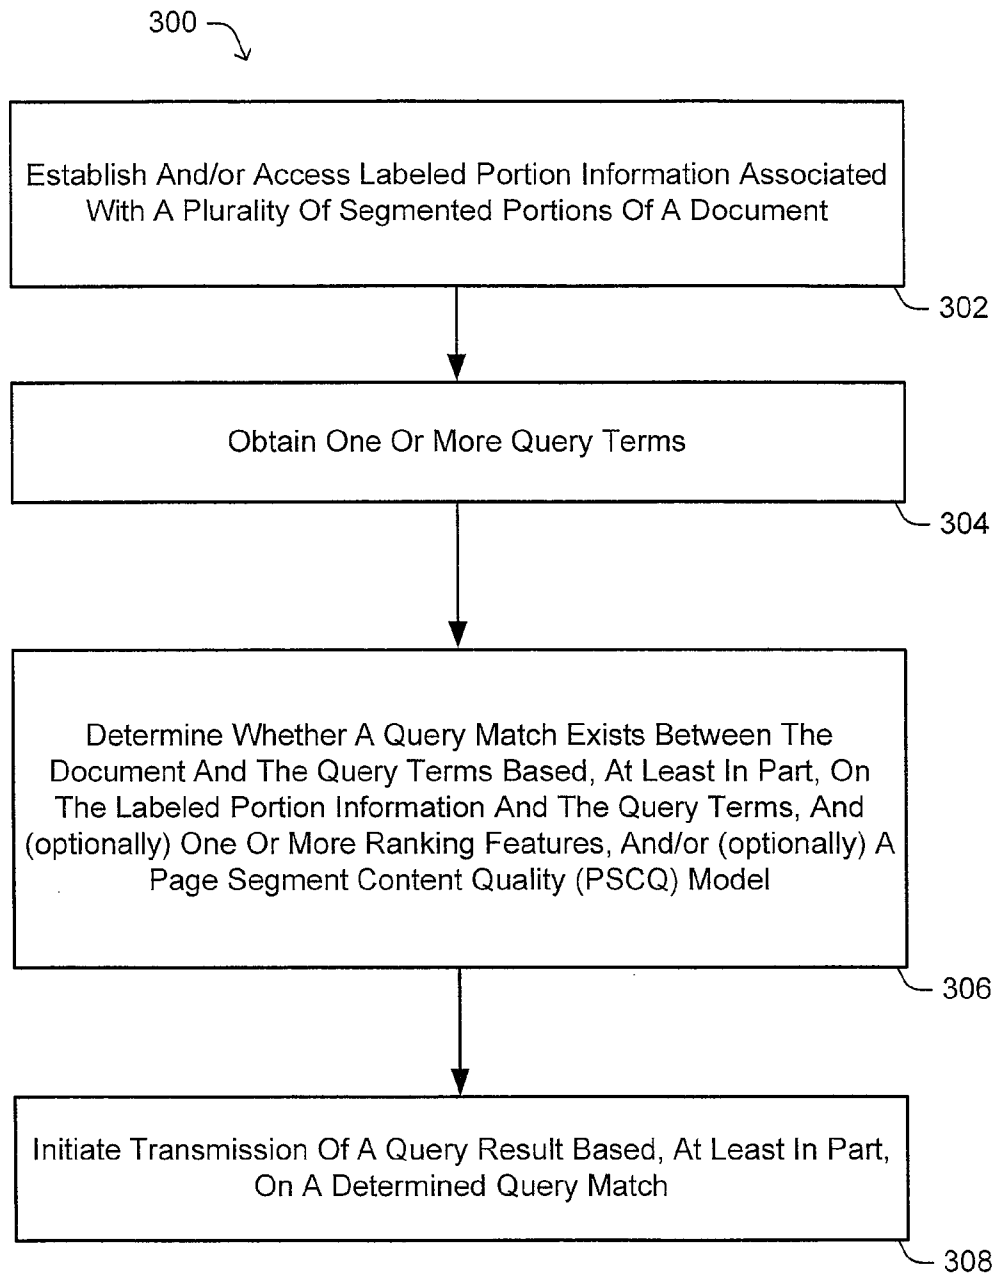 300
Establish And/or Access Labeled Portion Information Associated
With A Plurality Of Segmented Portions Of A Document
302
Obtain One Or More Query Terms
304
Determine Whether A Query Match Exists Between The
Document And The Query Terms Based, At Least In Part, On
The Labeled Portion Information And The Query Terms, And
(optionally) One Or More Ranking Features, And/or (optionally) A
Page Segment Content Quality (PSCQ) Model
306
Initiate Transmission Of A Query Result Based, At Least In Part,
On A Determined Query Match
308